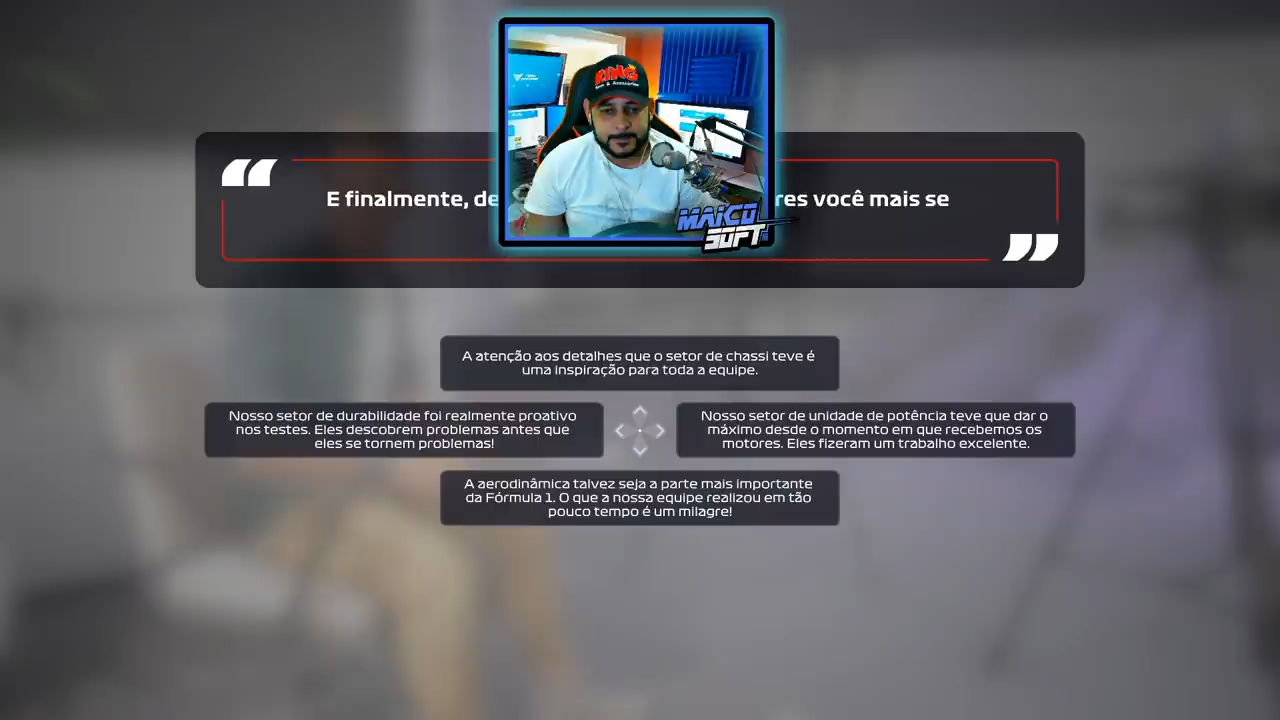 KING
E finalmente, de
res você mais se
MAICO
SOFT
A atenção aos detalhes que o setor de chassi teve é
uma inspiração para toda a equipe.
Nosso setor de durabilidade foi realmente proativo
nos testes. Eles descobrem problemas antes que
eles se tornem problemas!
Nosso setor de unidade de potência teve que dar o
máximo desde o momento em que recebemos os
motores. Eles fizeram um trabalho excelente.
A aerodinâmica talvez seja a parte mais importante
da Fórmula 1. O que a nossa equipe realizou em tão
pouco tempo é um milagre!